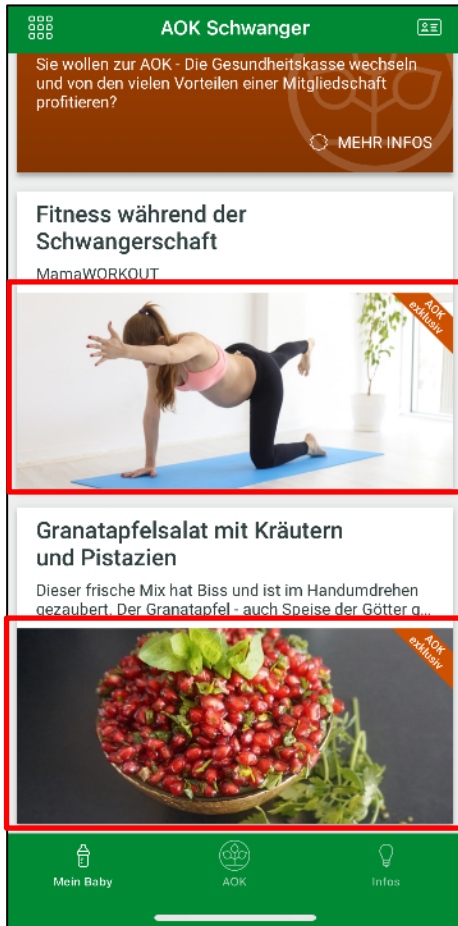 AOK Schwanger
Sie wollen zur AOK - Die Gesundheitskasse wechseln
und von den vielen Vorteilen einer Mitgliedschaft
profitieren?
MEHR INFOS
Fitness während der
Schwangerschaft
MamaWORKOUT
AOK
exklusiv
Granatapfelsalat mit Kräutern
und Pistazien
Dieser frische Mix hat Biss und ist im Handumdrehen
gezaubert. Der Granatapfel - auch Speise der Götter g...
AOK
exklusiv
Mein Baby
AOK
Infos